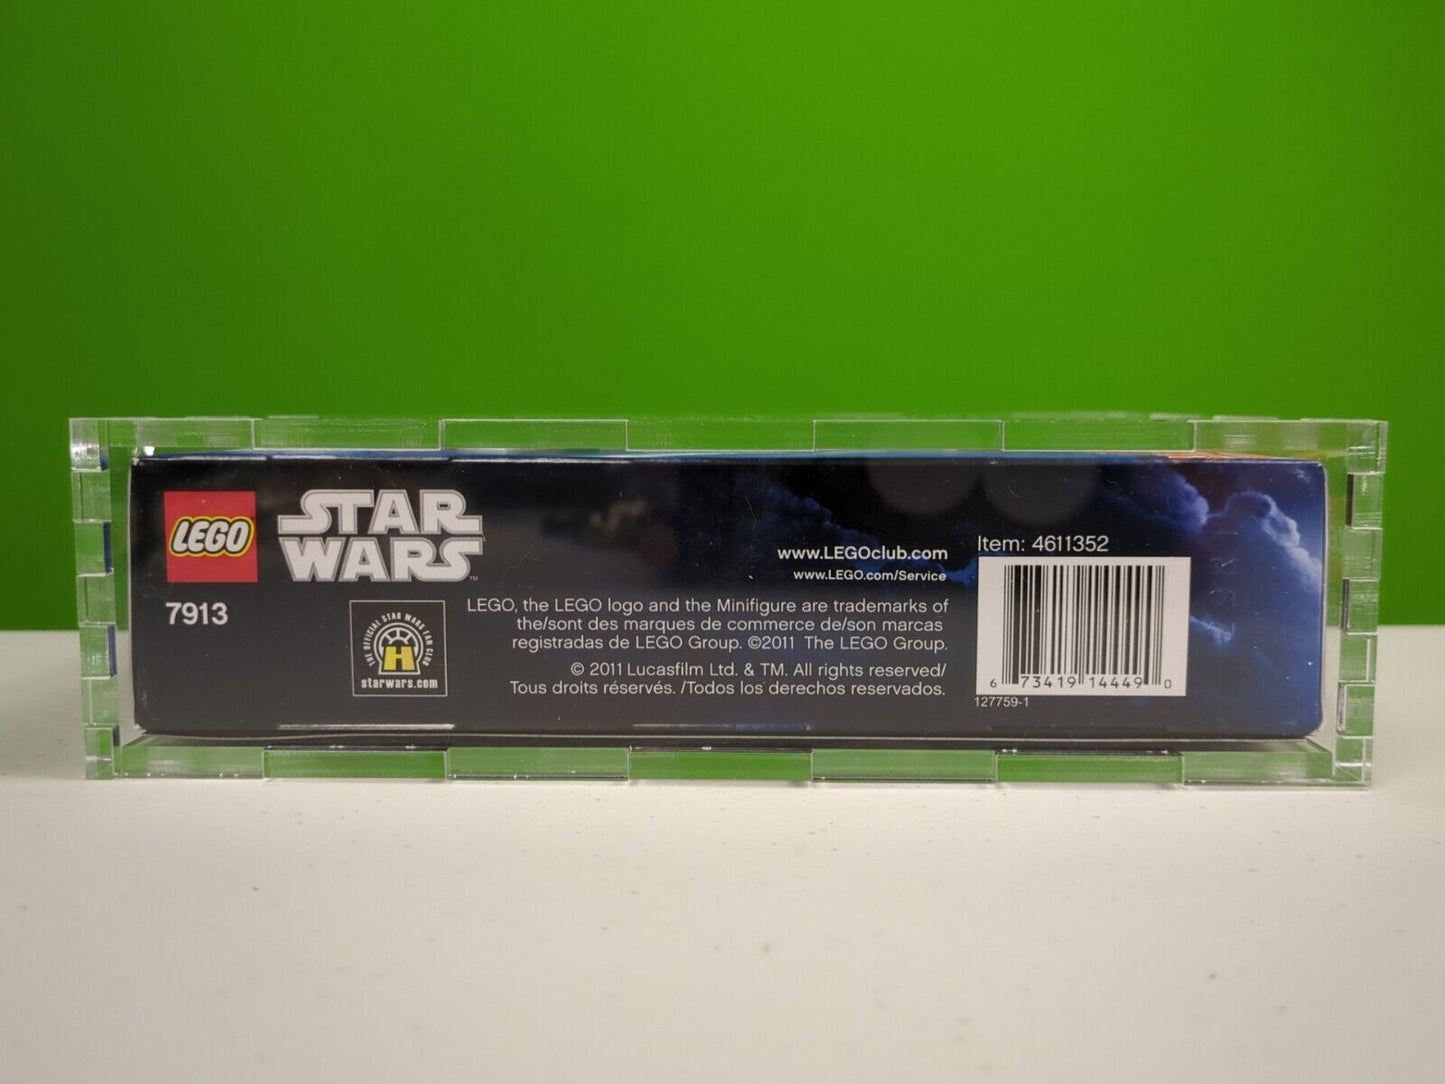 LEGO
STAR
WARS™
7913
THE OFFICIAL STAR WARS FAN CLUB
H
starwars.com
www.LEGOclub.com
www.LEGO.com/Service
LEGO, the LEGO logo and the Minifigure are trademarks of
the/sont des marques de commerce de/son marcas
registradas de LEGO Group. ©2011 The LEGO Group.
© 2011 Lucasfilm Ltd. & TM. All rights reserved/
Tous droits réservés. /Todos los derechos reservados.
Item: 4611352
6 73419 14449 0
127759-1